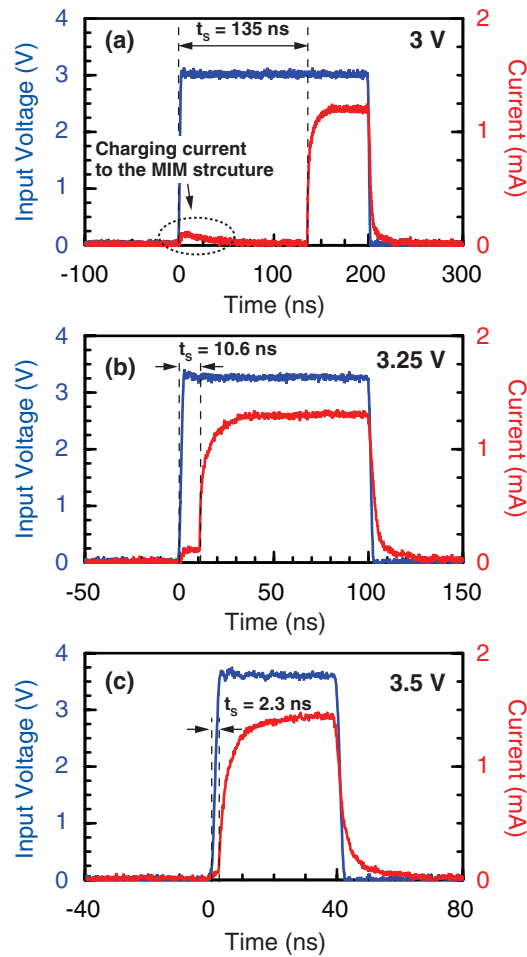 (a)
t_s = 135 ns
3 V
Charging current
to the MIM strcuture
Input Voltage (V)
4
3
2
1
0
Current (mA)
2
1
0
-100 0 100 200 300
Time (ns)
(b)
t_s = 10.6 ns
3.25 V
Input Voltage (V)
4
3
2
1
0
Current (mA)
2
1
0
-50 0 50 100 150
Time (ns)
(c)
3.5 V
t_s = 2.3 ns
Input Voltage (V)
4
3
2
1
0
Current (mA)
2
1
0
-40 0 40 80
Time (ns)